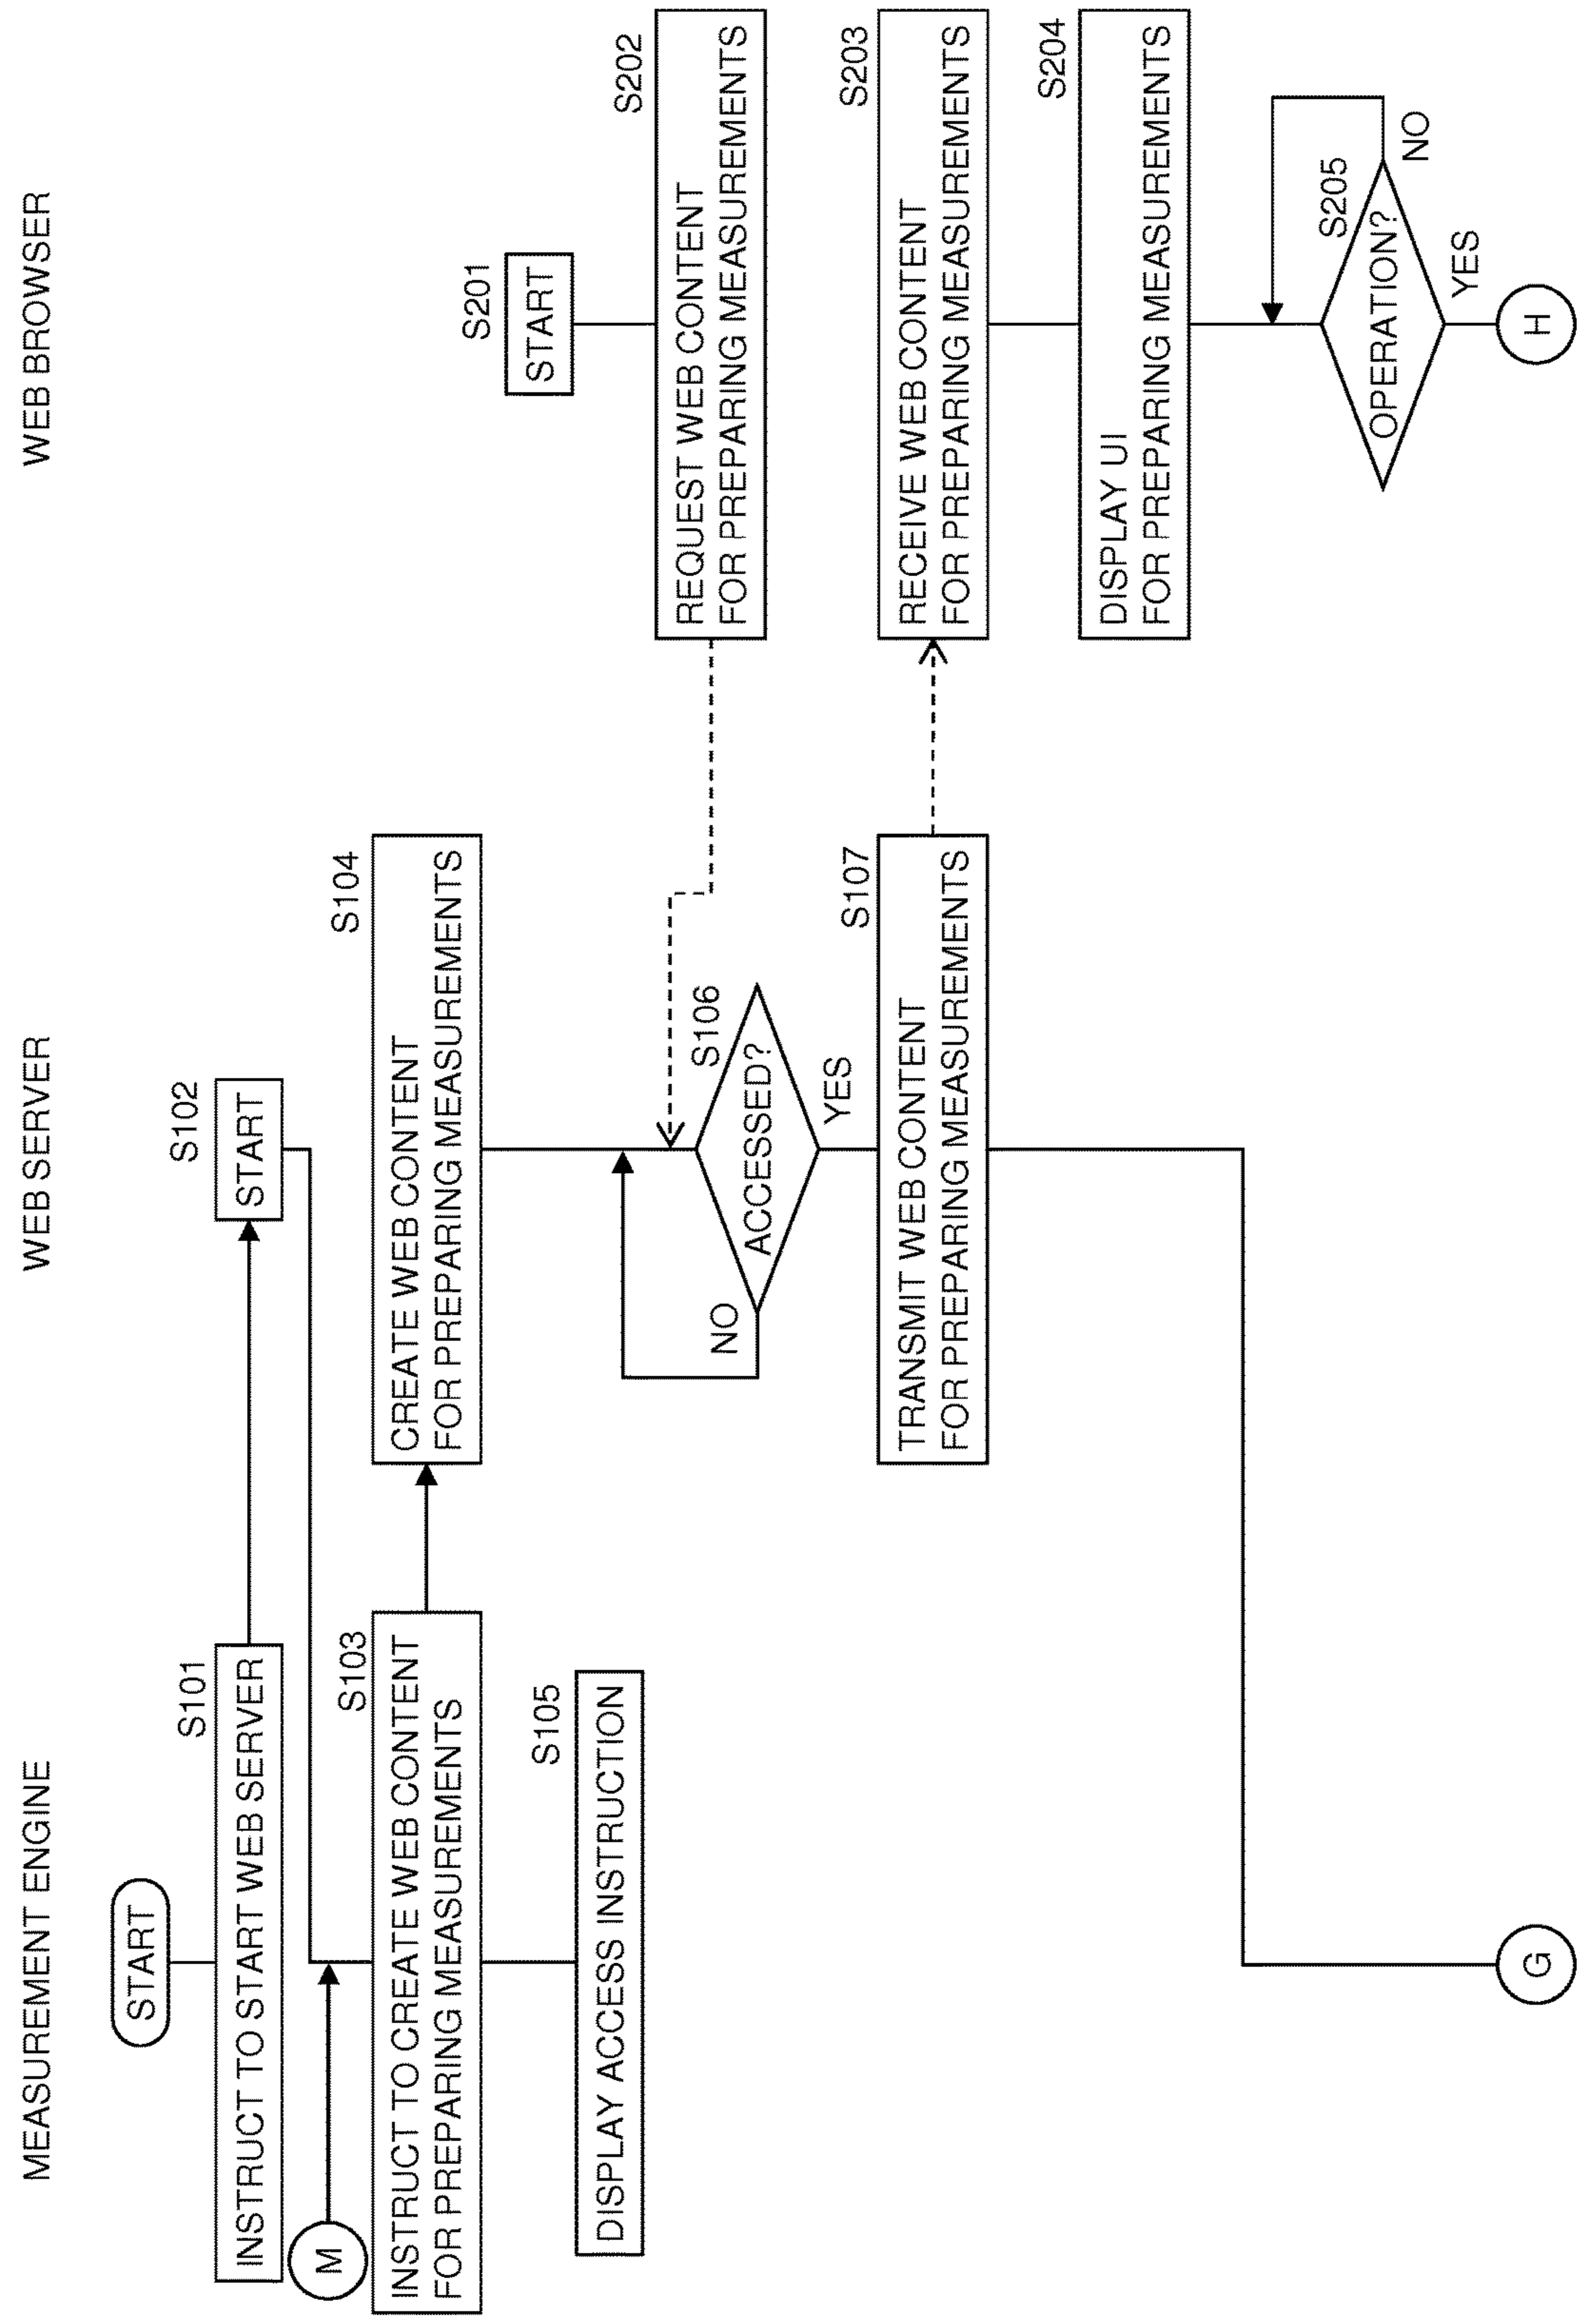 MEASUREMENT ENGINE
WEB SERVER
WEB BROWSER
START
S101
INSTRUCT TO START WEB SERVER
S102
START
M
S103
INSTRUCT TO CREATE WEB CONTENT
FOR PREPARING MEASUREMENTS
S104
CREATE WEB CONTENT
FOR PREPARING MEASUREMENTS
S105
DISPLAY ACCESS INSTRUCTION
S201
START
S202
REQUEST WEB CONTENT
FOR PREPARING MEASUREMENTS
S106
ACCESSED?
NO
YES
S107
TRANSMIT WEB CONTENT
FOR PREPARING MEASUREMENTS
S203
RECEIVE WEB CONTENT
FOR PREPARING MEASUREMENTS
S204
DISPLAY UI
FOR PREPARING MEASUREMENTS
S205
OPERATION?
NO
YES
G
H